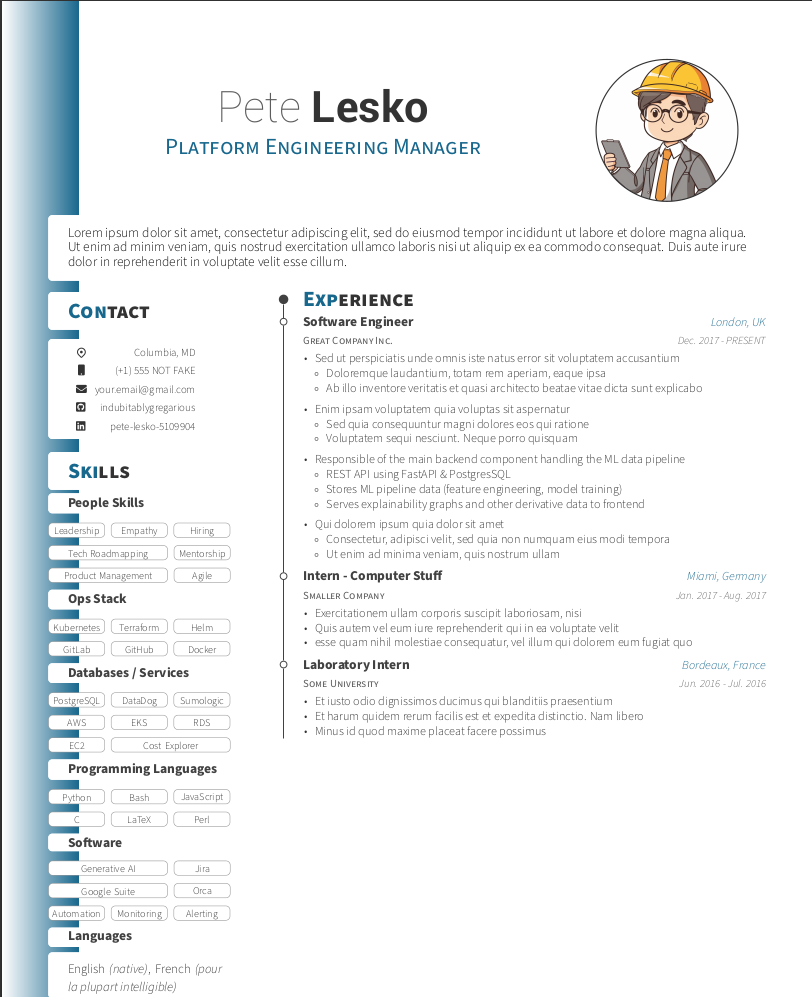 Pete Lesko
Platform Engineering Manager
Lorem ipsum dolor sit amet, consectetur adipiscing elit, sed do eiusmod tempor incididunt ut labore et dolore magna aliqua.
Ut enim ad minim veniam, quis nostrud exercitation ullamco laboris nisi ut aliquip ex ea commodo consequat. Duis aute irure
dolor in reprehenderit in voluptate velit esse cillum.
Contact
Columbia, MD
(+1) 555 NOT FAKE
your.email@gmail.com
indubitablygregarious
pete-lesko-5109904
Skills
People Skills
Leadership Empathy Hiring
Tech Roadmapping Mentorship
Product Management Agile
Ops Stack
Kubernetes Terraform Helm
GitLab GitHub Docker
Databases / Services
PostgreSQL DataDog Sumologic
AWS EKS RDS
EC2 Cost Explorer
Programming Languages
Python Bash JavaScript
C LaTeX Perl
Software
Generative AI Jira
Google Suite Orca
Automation Monitoring Alerting
Languages
English (native), French (pour
la plupart intelligible)
Experience
Software Engineer London, UK
Great Company Inc. Dec. 2017 - PRESENT
• Sed ut perspiciatis unde omnis iste natus error sit voluptatem accusantium
◦ Doloremque laudantium, totam rem aperiam, eaque ipsa
◦ Ab illo inventore veritatis et quasi architecto beatae vitae dicta sunt explicabo
• Enim ipsam voluptatem quia voluptas sit aspernatur
◦ Sed quia consequuntur magni dolores eos qui ratione
◦ Voluptatem sequi nesciunt. Neque porro quisquam
• Responsible of the main backend component handling the ML data pipeline
◦ REST API using FastAPI & PostgresSQL
◦ Stores ML pipeline data (feature engineering, model training)
◦ Serves explainability graphs and other derivative data to frontend
• Qui dolorem ipsum quia dolor sit amet
◦ Consectetur, adipisci velit, sed quia non numquam eius modi tempora
◦ Ut enim ad minima veniam, quis nostrum ullam
Intern - Computer Stuff Miami, Germany
Smaller Company Jan. 2017 - Aug. 2017
• Exercitationem ullam corporis suscipit laboriosam, nisi
• Quis autem vel eum iure reprehenderit qui in ea voluptate velit
• esse quam nihil molestiae consequatur, vel illum qui dolorem eum fugiat quo
Laboratory Intern Bordeaux, France
Some University Jun. 2016 - Jul. 2016
• Et iusto odio dignissimos ducimus qui blanditiis praesentium
• Et harum quidem rerum facilis est et expedita distinctio. Nam libero
• Minus id quod maxime placeat facere possimus